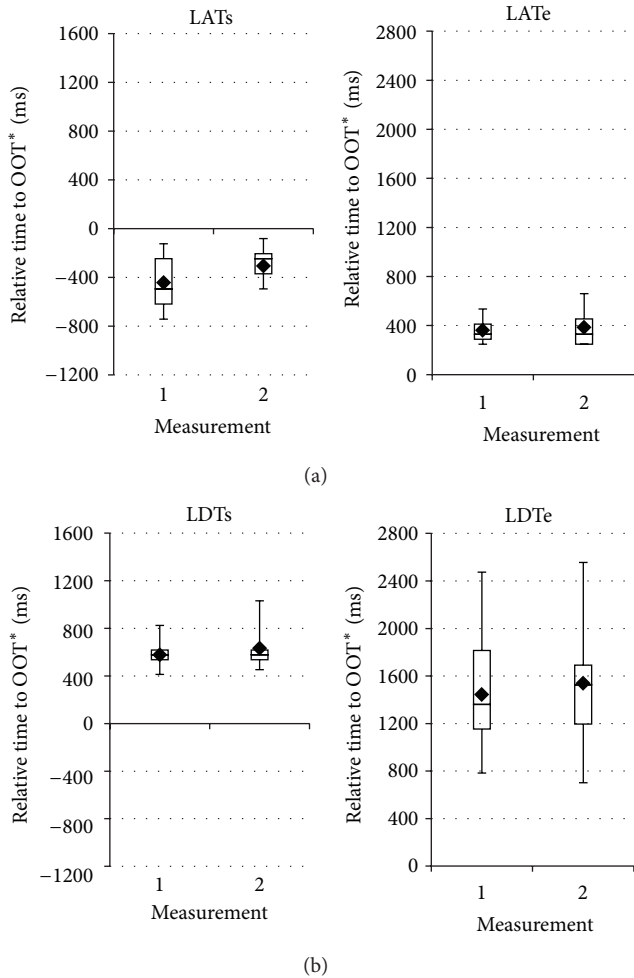 LATs
Relative time to OOT* (ms)
1600
1200
800
400
0
−400
−800
−1200
1
2
Measurement
LATe
Relative time to OOT* (ms)
2800
2400
2000
1600
1200
800
400
0
1
2
Measurement
(a)
LDTs
Relative time to OOT* (ms)
1600
1200
800
400
0
−400
−800
−1200
1
2
Measurement
LDTe
Relative time to OOT* (ms)
2800
2400
2000
1600
1200
800
400
0
1
2
Measurement
(b)